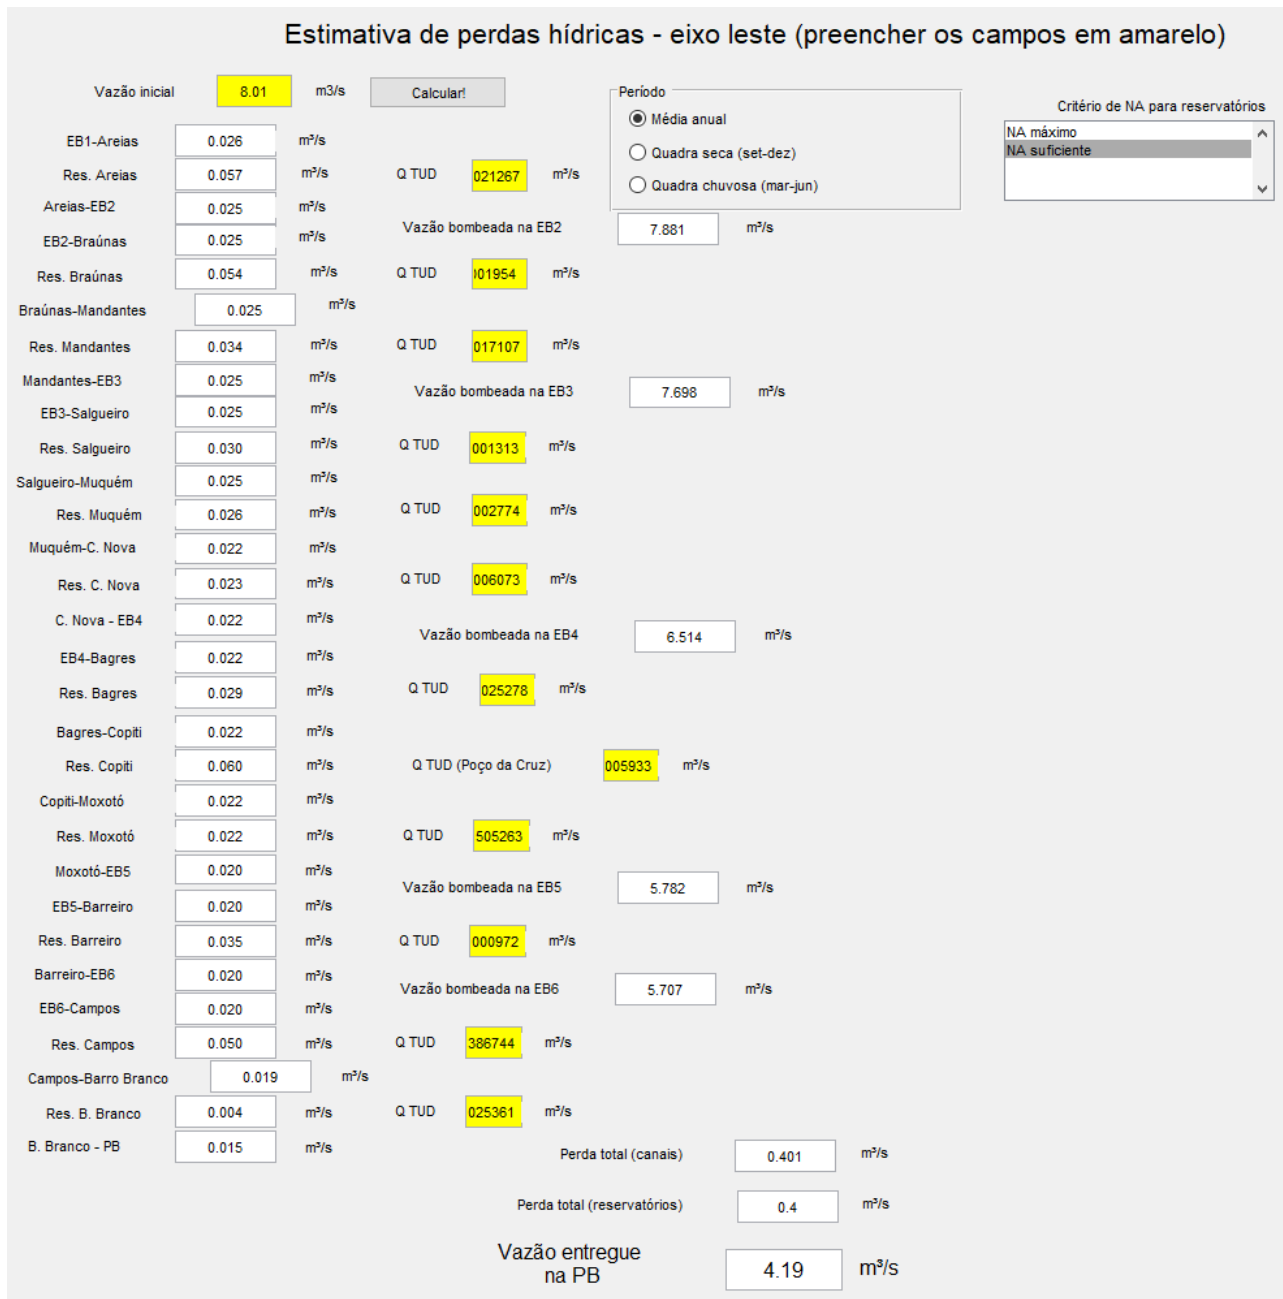 Estimativa de perdas hídricas - eixo leste (preencher os campos em amarelo)
Vazão inicial 8.01 m3/s Calcular!
Período
Média anual
Quadra seca (set-dez)
Quadra chuvosa (mar-jun)
Critério de NA para reservatórios
NA máximo
NA suficiente
EB1-Areias 0.026 m³/s
Res. Areias 0.057 m³/s Q TUD 021267 m³/s
Areias-EB2 0.025 m³/s
Vazão bombeada na EB2 7.881 m³/s
EB2-Braúnas 0.025 m³/s
Res. Braúnas 0.054 m³/s Q TUD 001954 m³/s
Braúnas-Mandantes 0.025 m³/s
Res. Mandantes 0.034 m³/s Q TUD 017107 m³/s
Mandantes-EB3 0.025 m³/s
Vazão bombeada na EB3 7.698 m³/s
EB3-Salgueiro 0.025 m³/s
Res. Salgueiro 0.030 m³/s Q TUD 001313 m³/s
Salgueiro-Muquém 0.025 m³/s
Res. Muquém 0.026 m³/s Q TUD 002774 m³/s
Muquém-C. Nova 0.022 m³/s
Res. C. Nova 0.023 m³/s Q TUD 006073 m³/s
C. Nova - EB4 0.022 m³/s
Vazão bombeada na EB4 6.514 m³/s
EB4-Bagres 0.022 m³/s
Res. Bagres 0.029 m³/s Q TUD 025278 m³/s
Bagres-Copiti 0.022 m³/s
Res. Copiti 0.060 m³/s Q TUD (Poço da Cruz) 005933 m³/s
Copiti-Moxotó 0.022 m³/s
Res. Moxotó 0.022 m³/s Q TUD 505263 m³/s
Moxotó-EB5 0.020 m³/s
Vazão bombeada na EB5 5.782 m³/s
EB5-Barreiro 0.020 m³/s
Res. Barreiro 0.035 m³/s Q TUD 000972 m³/s
Barreiro-EB6 0.020 m³/s
Vazão bombeada na EB6 5.707 m³/s
EB6-Campos 0.020 m³/s
Res. Campos 0.050 m³/s Q TUD 386744 m³/s
Campos-Barro Branco 0.019 m³/s
Res. B. Branco 0.004 m³/s Q TUD 025361 m³/s
B. Branco - PB 0.015 m³/s
Perda total (canais) 0.401 m³/s
Perda total (reservatórios) 0.4 m³/s
Vazão entregue
na PB 4.19 m³/s